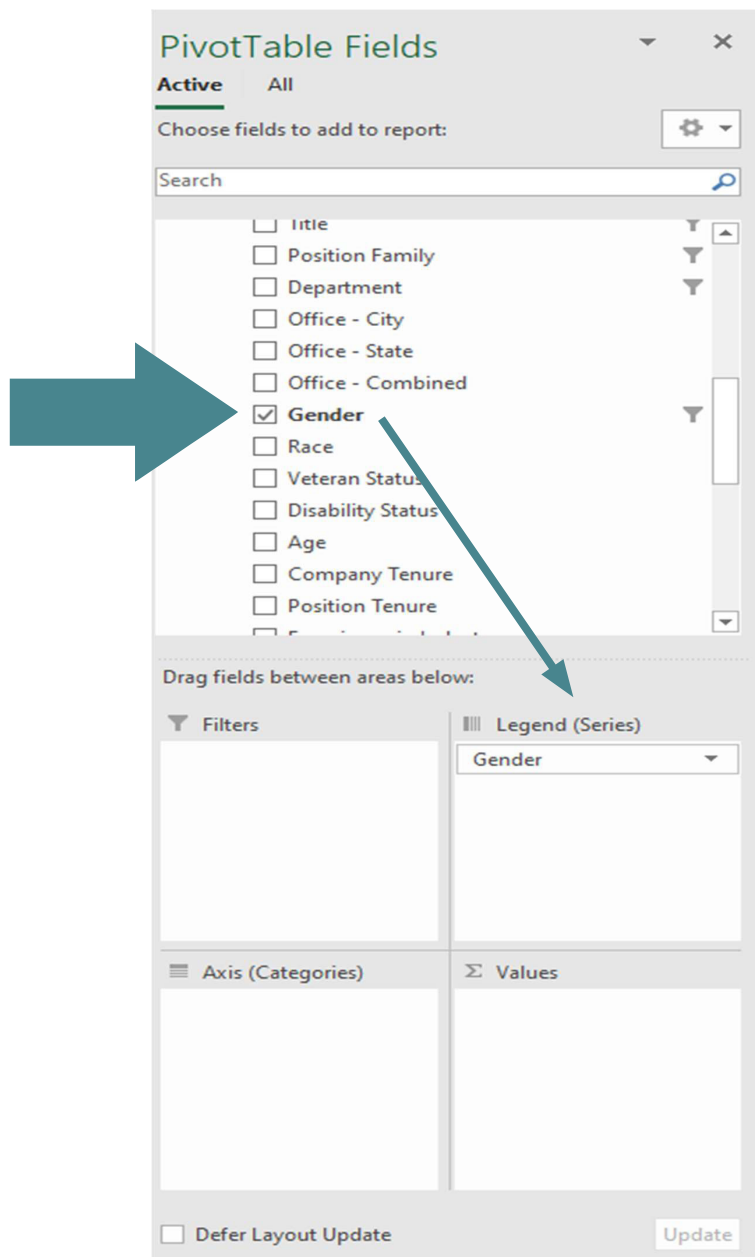 PivotTable Fields
Active All
Choose fields to add to report:
Search
Title
Position Family
Department
Office - City
Office - State
Office - Combined
Gender
Race
Veteran Status
Disability Status
Age
Company Tenure
Position Tenure
Drag fields between areas below:
Filters
Legend (Series)
Gender
Axis (Categories)
Σ Values
Defer Layout Update
Update